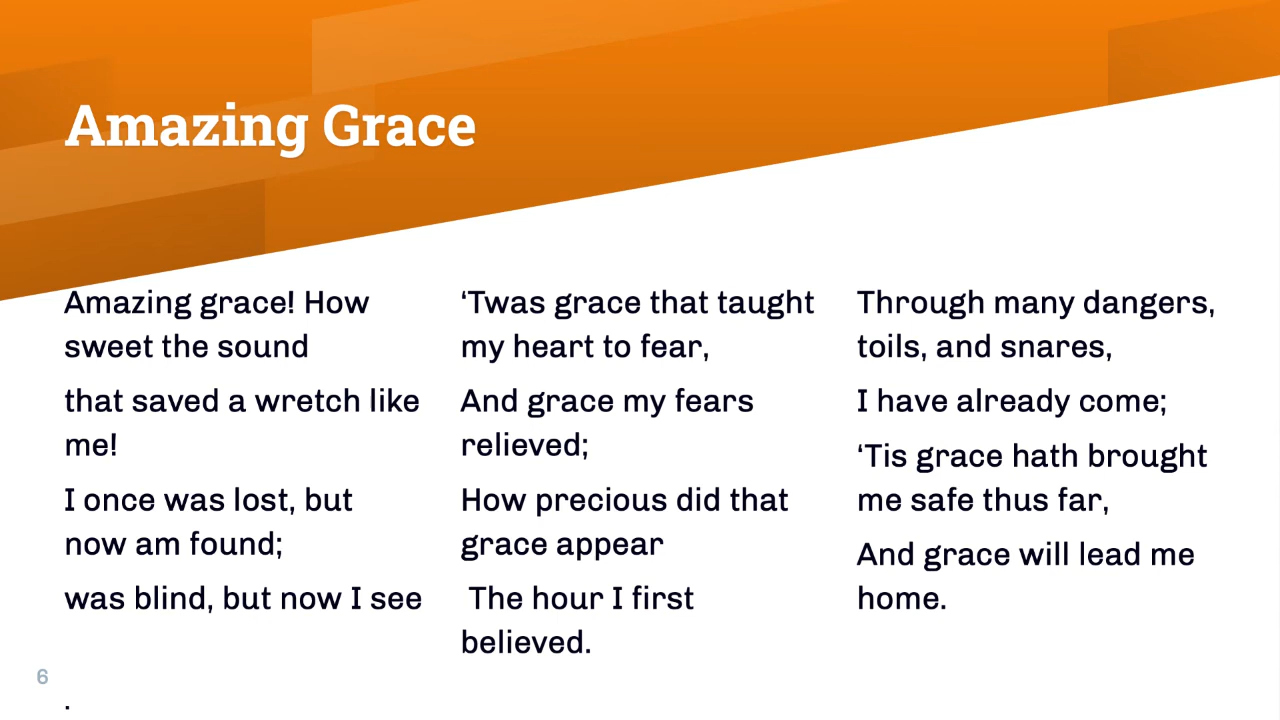 Amazing Grace
Amazing grace! How
sweet the sound
that saved a wretch like
me!
I once was lost, but
now am found;
was blind, but now I see
.
‘Twas grace that taught
my heart to fear,
And grace my fears
relieved;
How precious did that
grace appear
The hour I first
believed.
Through many dangers,
toils, and snares,
I have already come;
‘Tis grace hath brought
me safe thus far,
And grace will lead me
home.
6